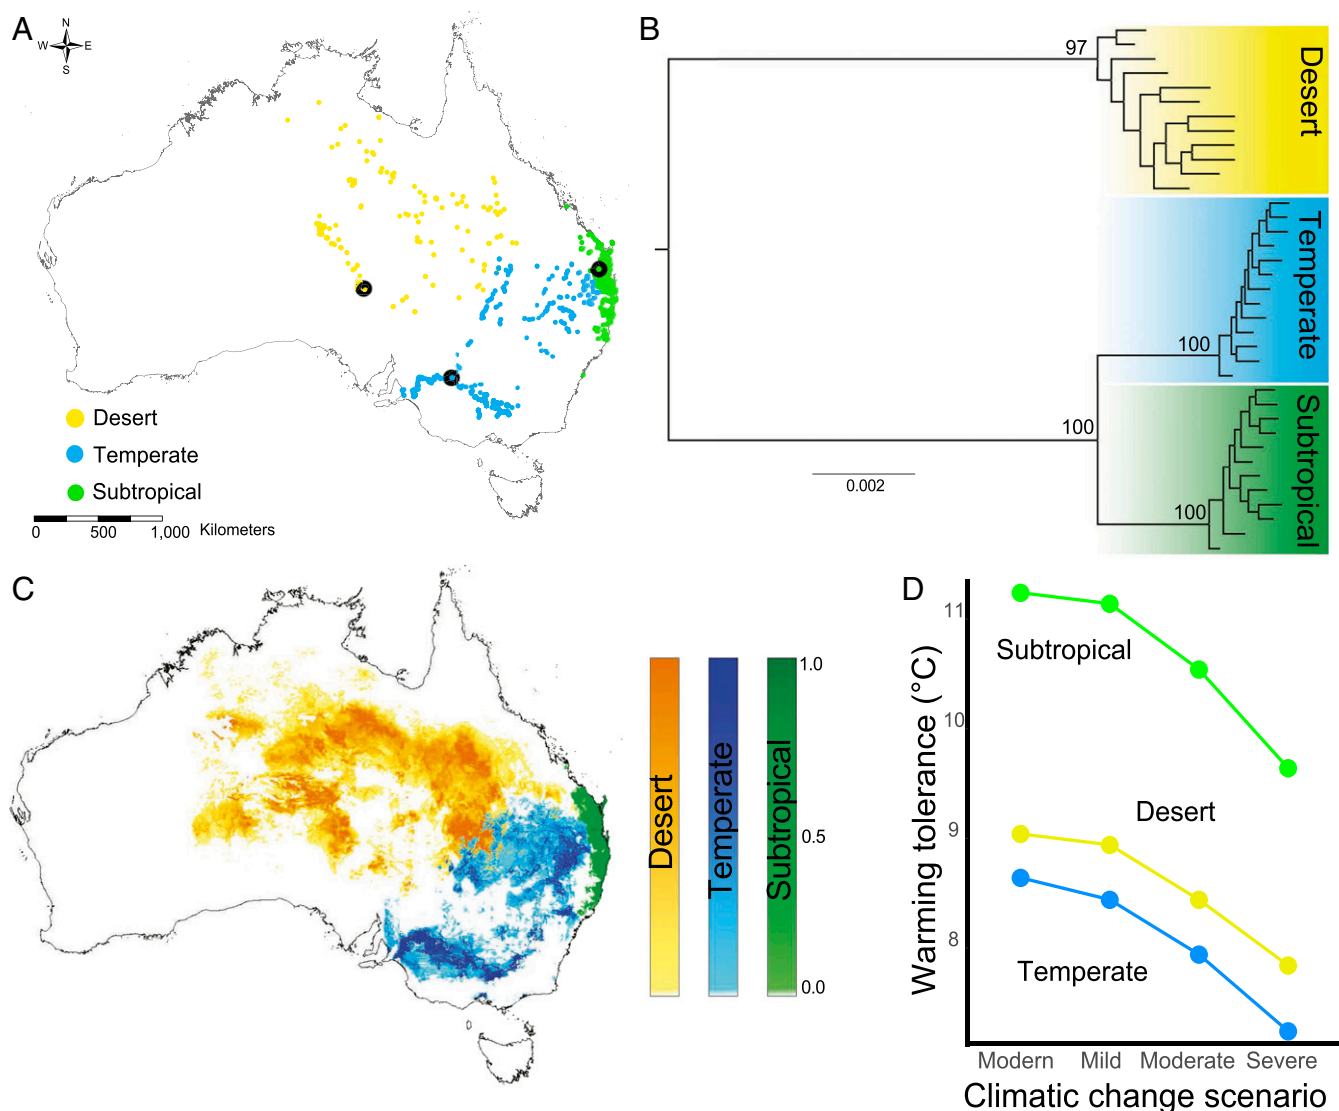 A
N
W E
S
Desert
Temperate
Subtropical
0 500 1,000 Kilometers
B
97
100
100
100
0.002
Desert
Temperate
Subtropical
C
Desert
Temperate
Subtropical
1.0
0.5
0.0
D
Warming tolerance (°C)
11
10
9
8
Subtropical
Desert
Temperate
Modern Mild Moderate Severe
Climatic change scenario